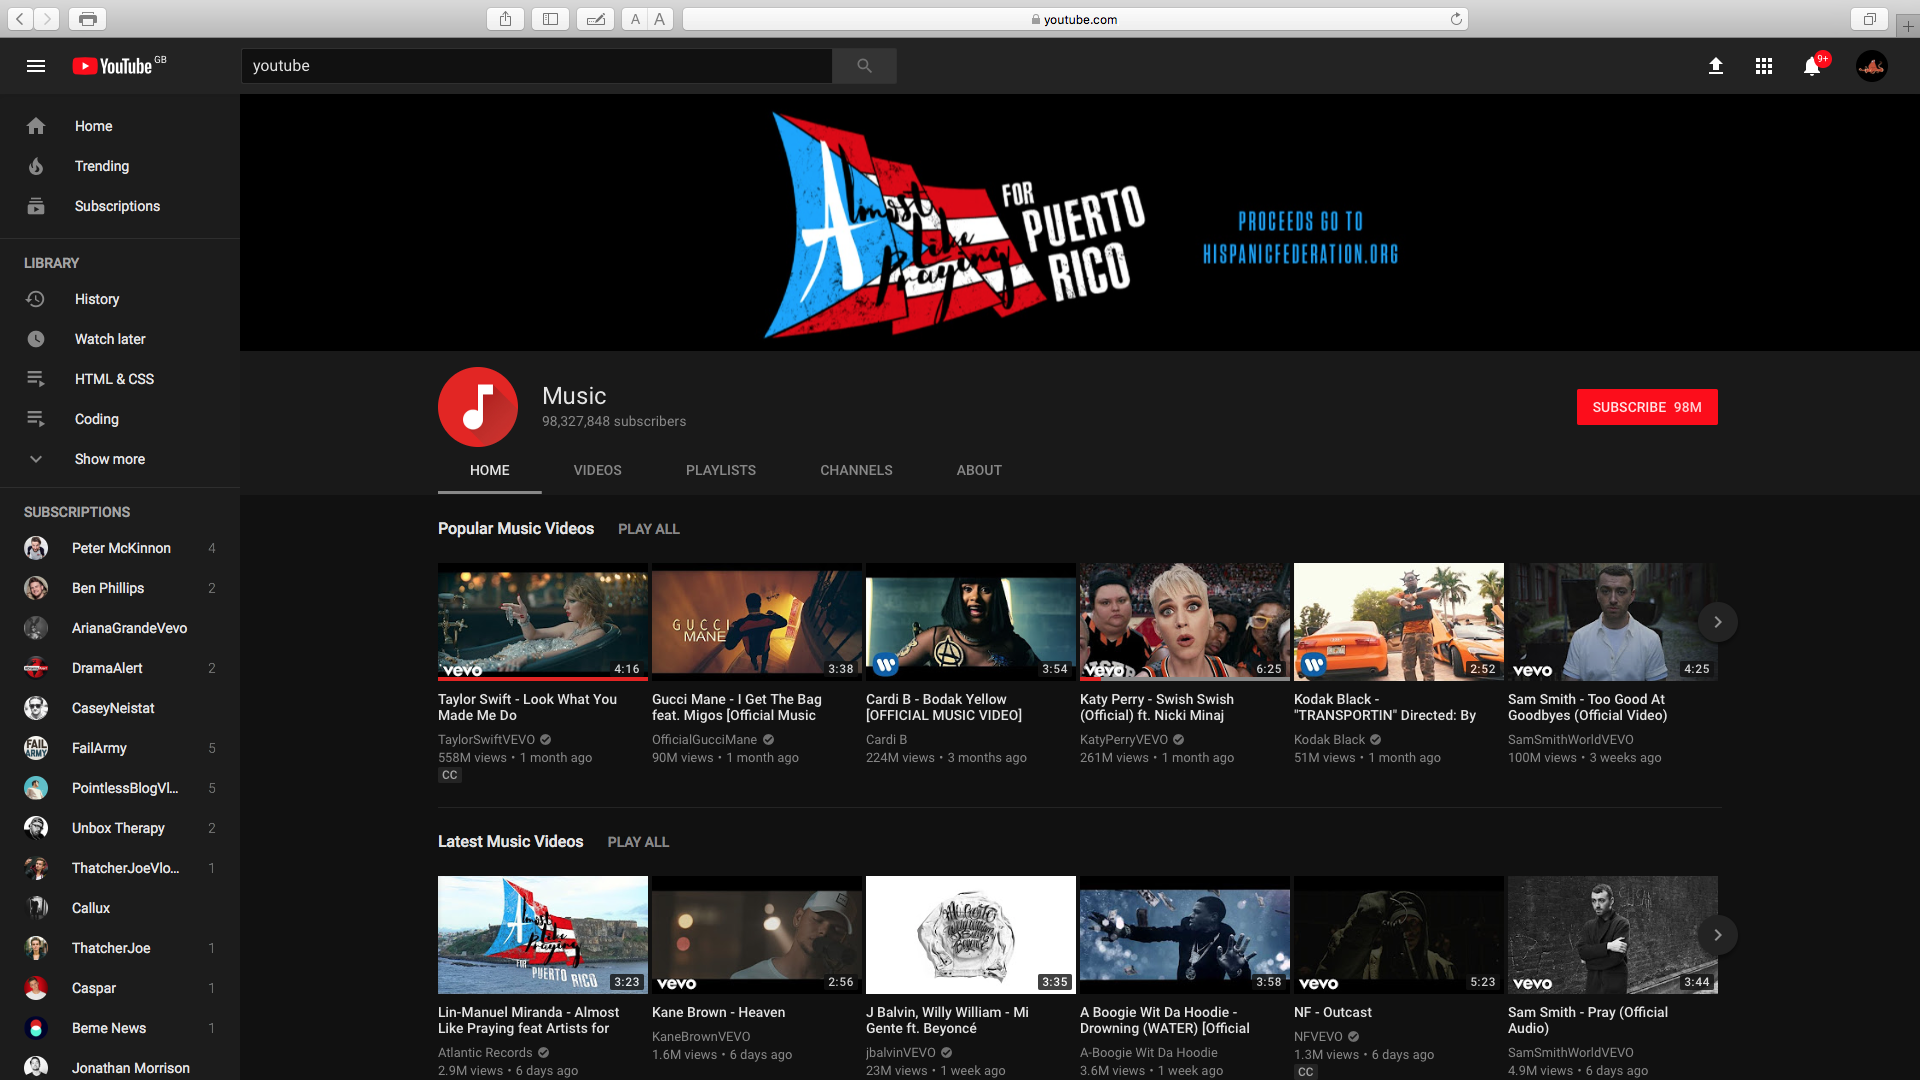 A A
youtube.com
YouTube GB
youtube
9+
Home
Trending
Subscriptions
LIBRARY
History
Watch later
HTML & CSS
Coding
Show more
SUBSCRIPTIONS
Peter McKinnon 4
Ben Phillips 2
ArianaGrandeVevo
DramaAlert 2
CaseyNeistat
FAIL ARMY
FailArmy 5
PointlessBlogVl... 5
Unbox Therapy 2
ThatcherJoeVlo... 1
Callux
ThatcherJoe 1
Caspar 1
Beme News 1
Jonathan Morrison
Almost
Like
Praying
FOR
PUERTO
RICO
PROCEEDS GO TO
HISPANICFEDERATION.ORG
Music
98,327,848 subscribers
SUBSCRIBE 98M
HOME VIDEOS PLAYLISTS CHANNELS ABOUT
Popular Music Videos PLAY ALL
vevo 4:16
Taylor Swift - Look What You
Made Me Do
TaylorSwiftVEVO
558M views • 1 month ago
CC
GUCCI
MANE
3:38
Gucci Mane - I Get The Bag
feat. Migos [Official Music
OfficialGucciMane
90M views • 1 month ago
3:54
Cardi B - Bodak Yellow
[OFFICIAL MUSIC VIDEO]
Cardi B
224M views • 3 months ago
vevo 6:25
Katy Perry - Swish Swish
(Official) ft. Nicki Minaj
KatyPerryVEVO
261M views • 1 month ago
2:52
Kodak Black -
"TRANSPORTIN" Directed: By
Kodak Black
51M views • 1 month ago
vevo 4:25
Sam Smith - Too Good At
Goodbyes (Official Video)
SamSmithWorldVEVO
100M views • 3 weeks ago
Latest Music Videos PLAY ALL
Almost
Like
Praying
FOR
PUERTO RICO
3:23
Lin-Manuel Miranda - Almost
Like Praying feat Artists for
Atlantic Records
2.9M views • 6 days ago
vevo 2:56
Kane Brown - Heaven
KaneBrownVEVO
1.6M views • 6 days ago
3:35
J Balvin, Willy William - Mi
Gente ft. Beyoncé
jbalvinVEVO
23M views • 1 week ago
3:58
A Boogie Wit Da Hoodie -
Drowning (WATER) [Official
A-Boogie Wit Da Hoodie
3.6M views • 1 week ago
vevo 5:23
NF - Outcast
NFVEVO
1.3M views • 6 days ago
CC
vevo 3:44
Sam Smith - Pray (Official
Audio)
SamSmithWorldVEVO
4.9M views • 6 days ago